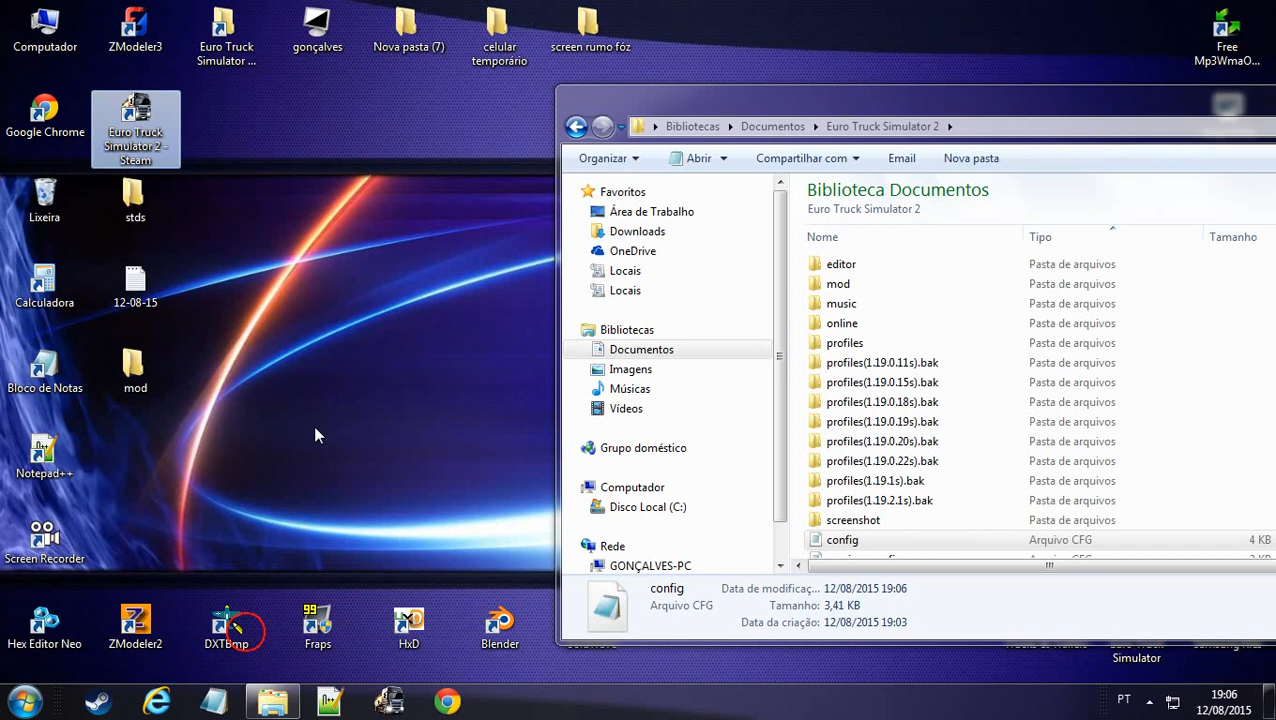 Computador
ZModeler3
Euro Truck
Simulator ...
gonçalves
Nova pasta (7)
celular
temporário
screen rumo fóz
Free
Mp3WmaO...
Google Chrome
Euro Truck
Simulator 2 -
Steam
Lixeira
stds
Calculadora
12-08-15
Bloco de Notas
mod
Notepad++
Screen Recorder
Hex Editor Neo
ZModeler2
DXTBmp
99
Fraps
HxD
Blender
Euro Truck
Simulator
Bibliotecas
Documentos
Euro Truck Simulator 2
Organizar
Abrir
Compartilhar com
Email
Nova pasta
Favoritos
Área de Trabalho
Downloads
OneDrive
Locais
Locais
Bibliotecas
Documentos
Imagens
Músicas
Vídeos
Grupo doméstico
Computador
Disco Local (C:)
Rede
GONÇALVES-PC
Biblioteca Documentos
Euro Truck Simulator 2
Nome
Tipo
Tamanho
editor
Pasta de arquivos
mod
Pasta de arquivos
music
Pasta de arquivos
online
Pasta de arquivos
profiles
Pasta de arquivos
profiles(1.19.0.11s).bak
Pasta de arquivos
profiles(1.19.0.15s).bak
Pasta de arquivos
profiles(1.19.0.18s).bak
Pasta de arquivos
profiles(1.19.0.19s).bak
Pasta de arquivos
profiles(1.19.0.20s).bak
Pasta de arquivos
profiles(1.19.0.22s).bak
Pasta de arquivos
profiles(1.19.1s).bak
Pasta de arquivos
profiles(1.19.2.1s).bak
Pasta de arquivos
screenshot
Pasta de arquivos
config
Arquivo CFG
4 KB
config
Arquivo CFG
Data de modificaç...
12/08/2015 19:06
Tamanho:
3,41 KB
Data da criação:
12/08/2015 19:03
PT
19:06
12/08/2015